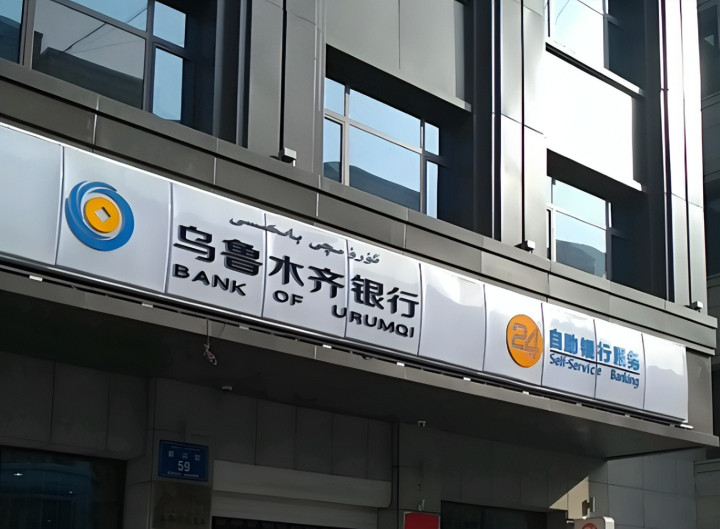 乌鲁木齐银行
BANK OF URUMQI
24
自助银行服务
Self-Service Banking
59